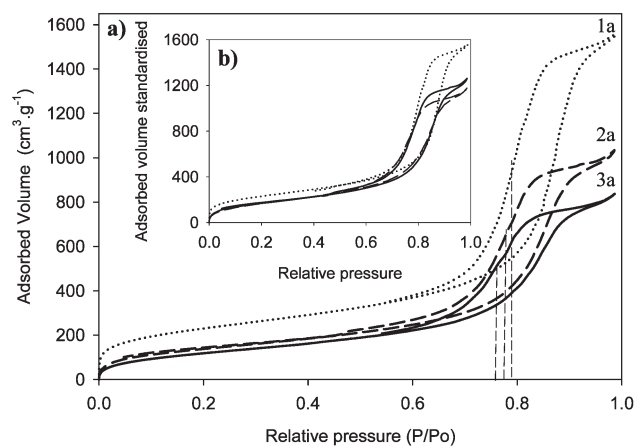 a)
b)
1a
2a
3a
Adsorbed Volume (cm³.g⁻¹)
1600
1400
1200
1000
800
600
400
200
0
0.0 0.2 0.4 0.6 0.8 1.0
Relative pressure (P/Po)
Adsorbed volume standardised
1600
1200
800
400
0
0.0 0.2 0.4 0.6 0.8 1.0
Relative pressure